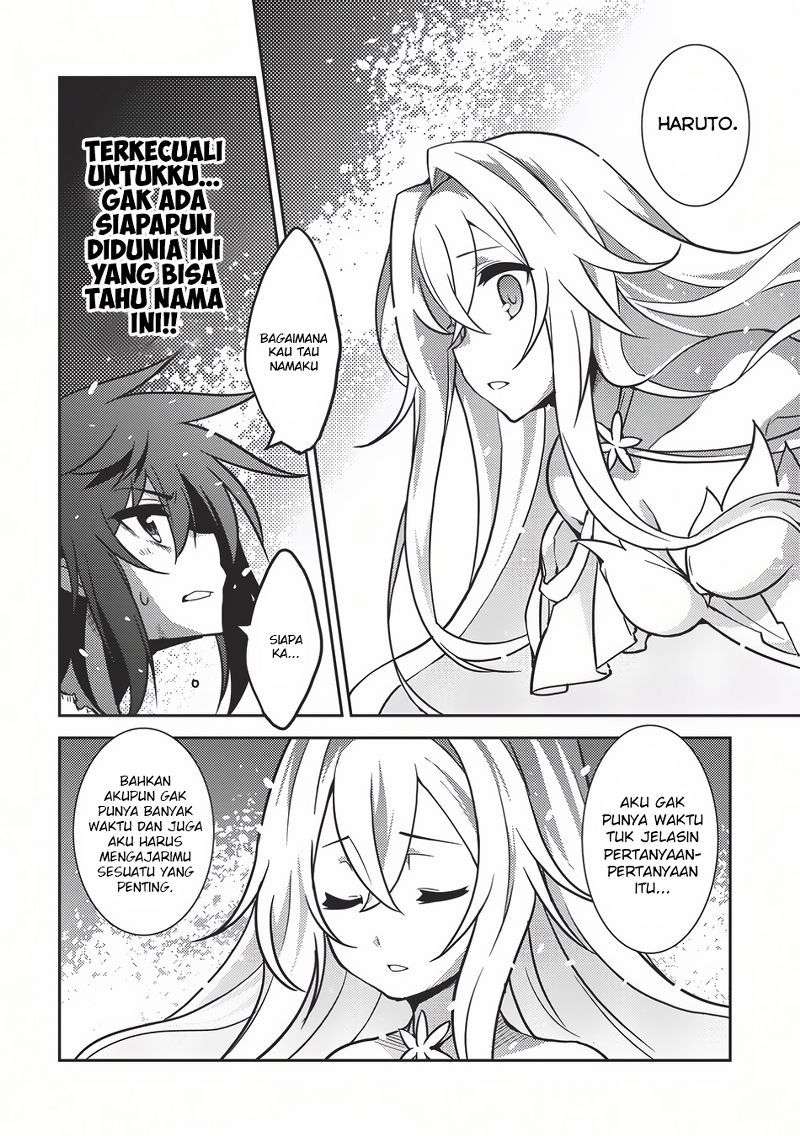 HARUTO.
TERKECUALI
UNTUKKU...
GAK ADA
SIAPAPUN
DIDUNIA INI
YANG BISA
TAHU NAMA
INI!!
BAGAIMANA
KAU TAU
NAMAKU
SIAPA
KA...
AKU GAK
PUNYA WAKTU
TUK JELASIN
PERTANYAAN-
PERTANYAAN
ITU...
BAHKAN
AKUPUN GAK
PUNYA BANYAK
WAKTU DAN JUGA
AKU HARUS
MENGAJARIMU
SESUATU YANG
PENTING.